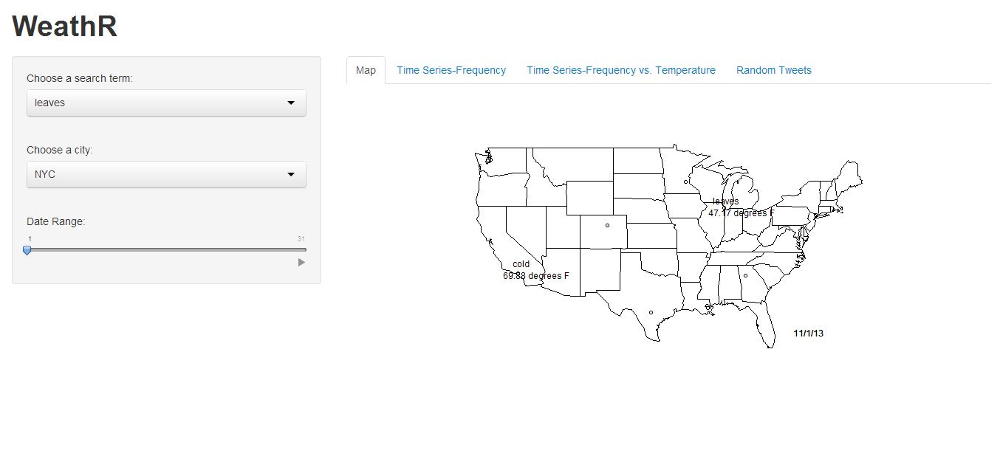 WeathR
Choose a search term:
leaves
Choose a city:
NYC
Date Range:
1 31
Map Time Series-Frequency Time Series-Frequency vs. Temperature Random Tweets
leaves
47.17 degrees F
cold
69.88 degrees F
11/1/13